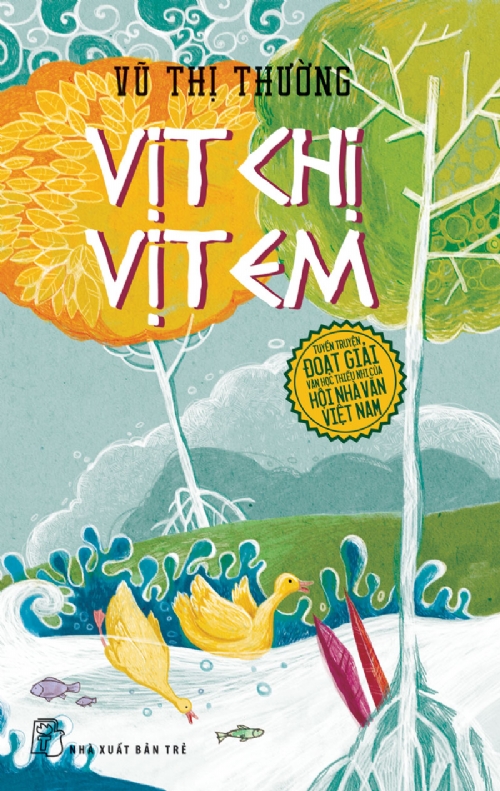 VŨ THỊ THƯỜNG
VỊT CHỊ
VỊT EM
TUYỂN TRUYỆN
ĐOẠT GIẢI
VĂN HỌC THIẾU NHI CỦA
HỘI NHÀ VĂN
VIỆT NAM
NHÀ XUẤT BẢN TRẺ